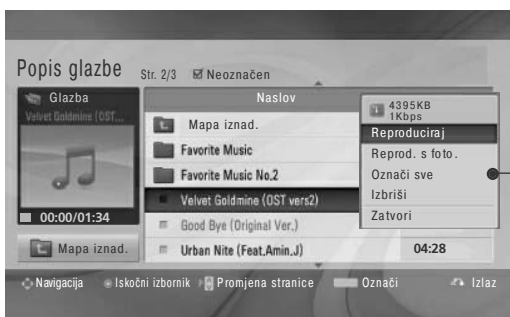 Popis glazbe Str. 2/3 Neoznačen
Glazba
Velvet Goldmine (OST...
00:00/01:34
Mapa iznad.
Naslov
Mapa iznad.
Favorite Music
Favorite Music No.2
Velvet Goldmine (OST vers2)
Good Bye (Original Ver.)
Urban Nite (Feat.Amin.J) 04:28
4395KB
1Kbps
Reproduciraj
Reprod. s foto.
Označi sve
Izbriši
Zatvori
Navigacija Iskočni izbornik Promjena stranice Označi Izlaz